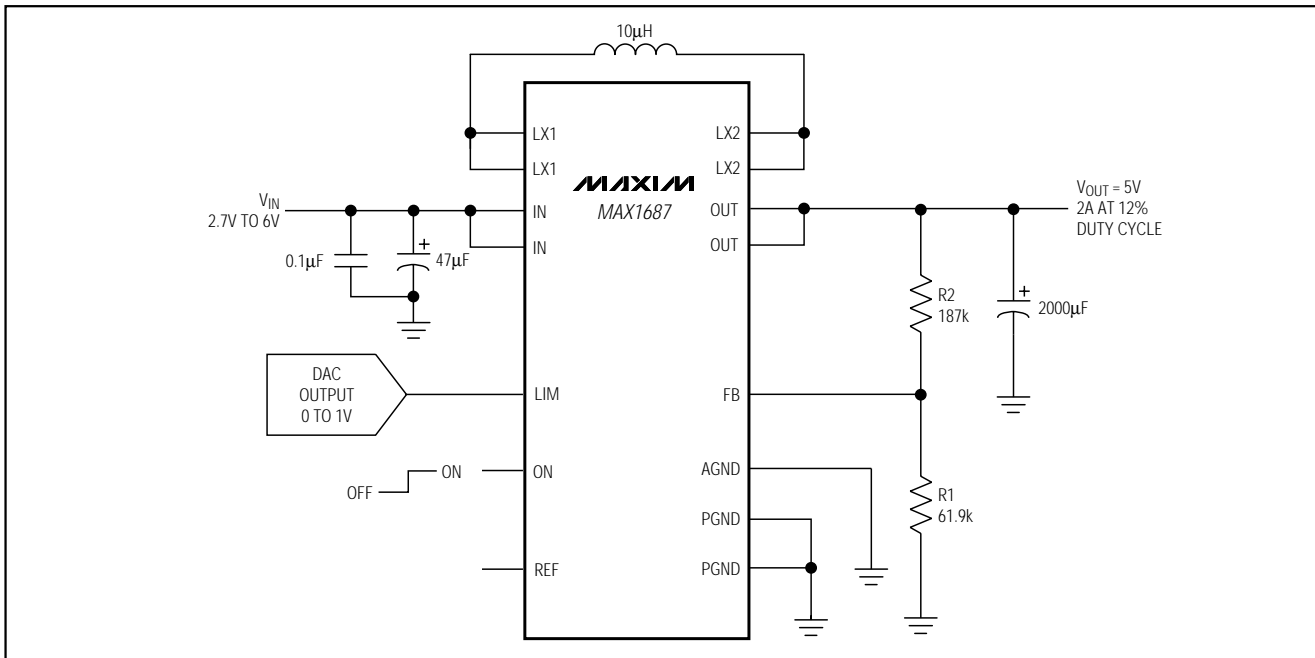 10µH
LX1
LX2
LX1
LX2
MAXIM
MAX1687
VIN
2.7V TO 6V
IN
OUT
VOUT = 5V
2A AT 12%
DUTY CYCLE
IN
OUT
0.1µF
+
47µF
R2
187k
+
2000µF
DAC
OUTPUT
0 TO 1V
LIM
FB
OFF
ON
ON
AGND
R1
61.9k
PGND
REF
PGND